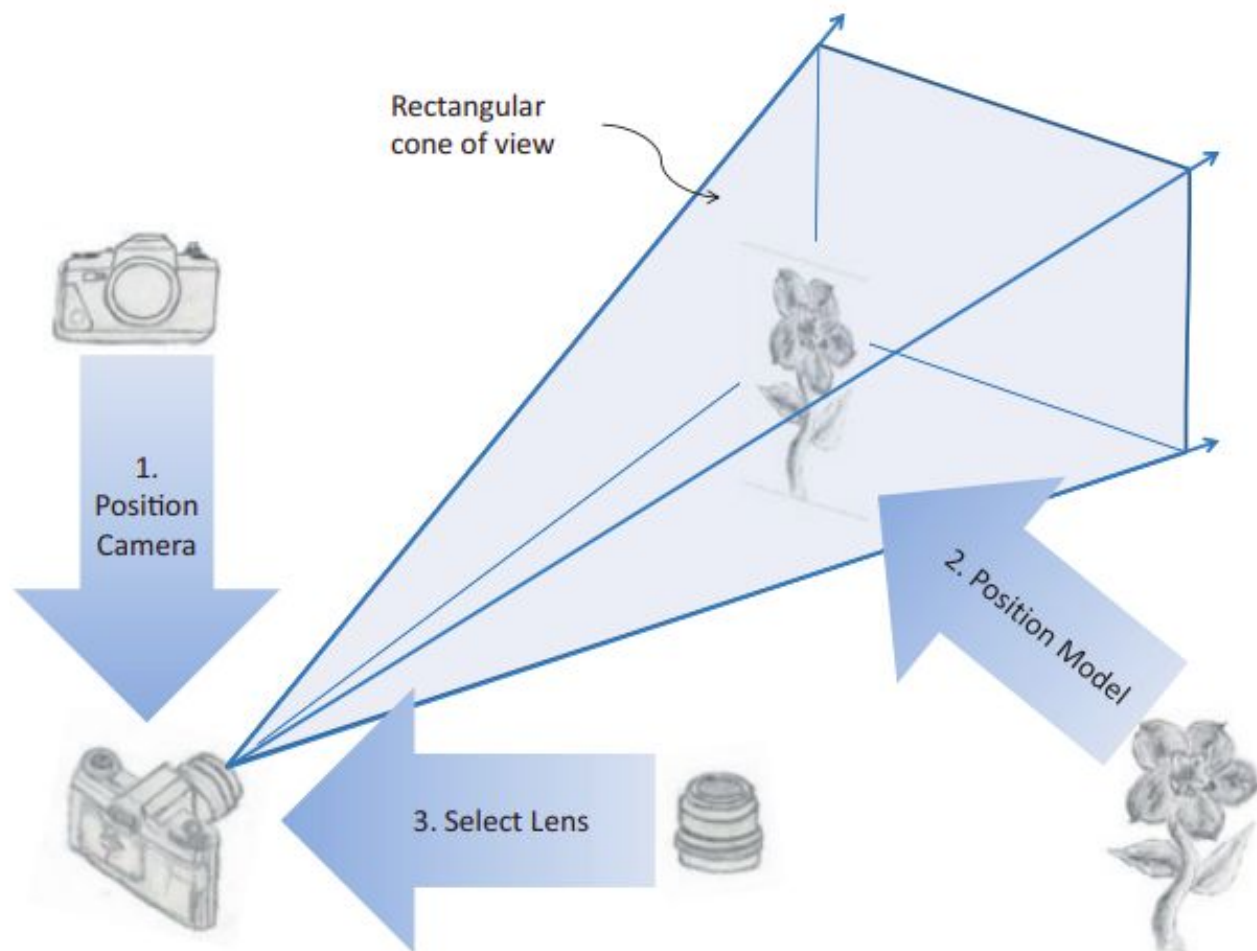 Rectangular
cone of view
1.
Position
Camera
2. Position Model
3. Select Lens